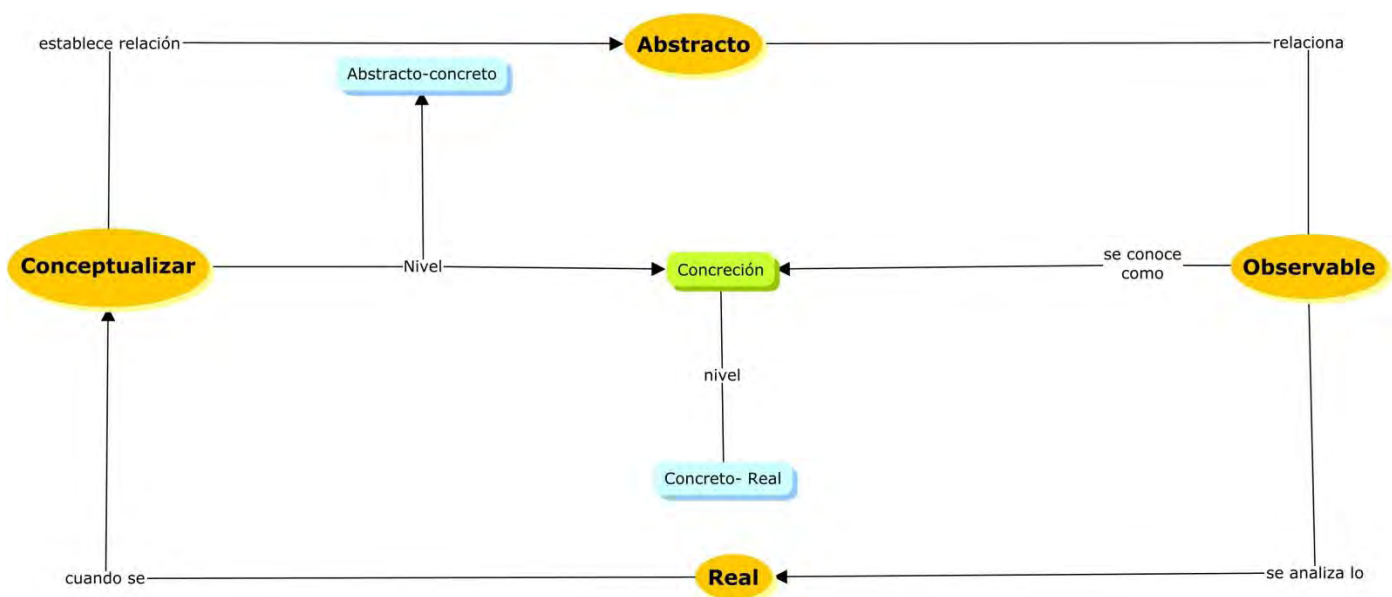 establece relación
Abstracto
relaciona
Abstracto-concreto
Conceptualizar
Nivel
Concreción
se conoce
como
Observable
nivel
Concreto- Real
cuando se
Real
se analiza lo